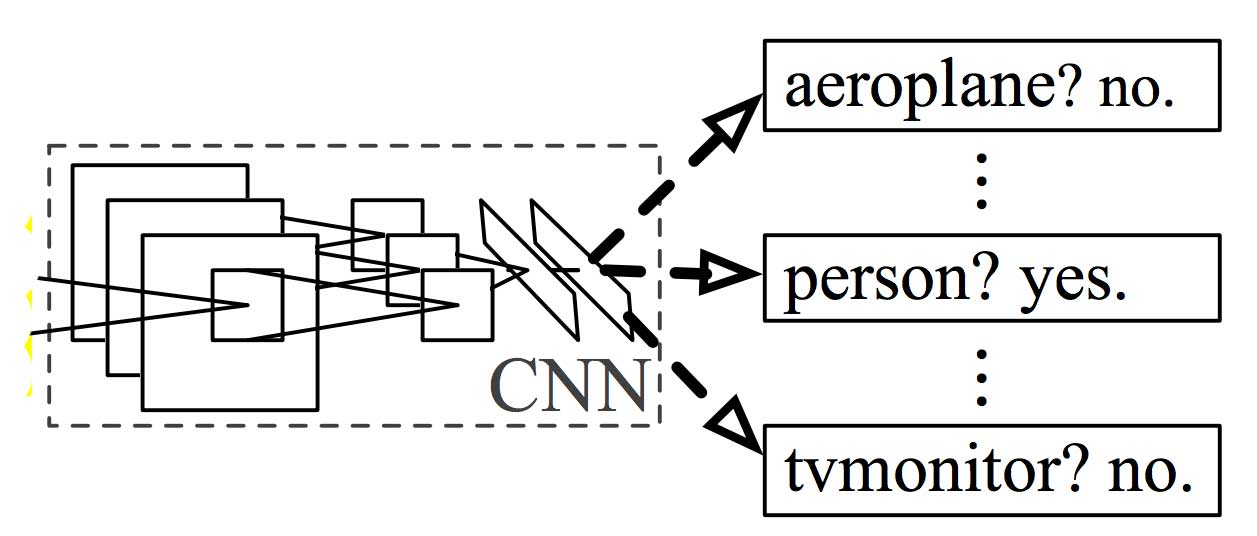 aeroplane? no.
person? yes.
CNN
tvmonitor? no.